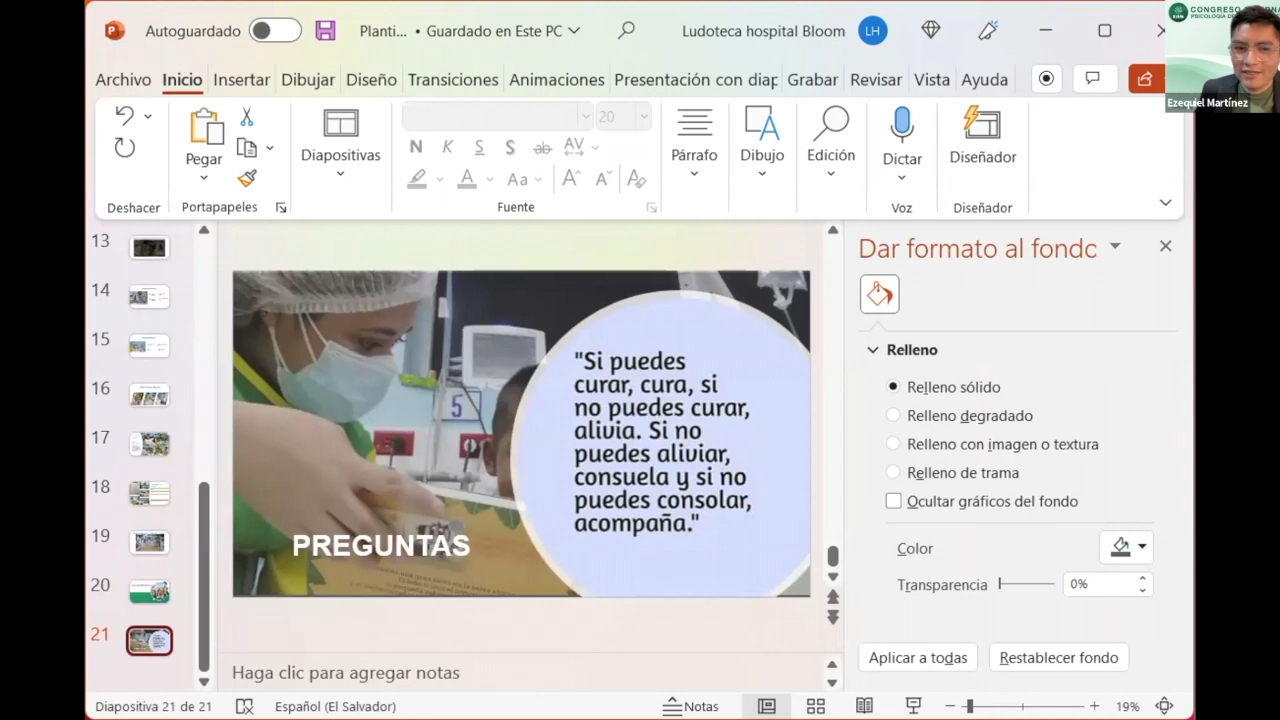 CONGRESO
Autoguardado
Planti... • Guardado en Este PC
Ludoteca hospital Bloom
LH
Ezequiel Martínez
Archivo Inicio Insertar Dibujar Diseño Transiciones Animaciones Presentación con diap Grabar Revisar Vista Ayuda
Pegar
Diapositivas
20
N K S S ab AV
A Aa A A A
Párrafo
Dibujo
Edición
Dictar
Diseñador
Deshacer
Portapapeles
Fuente
Voz
Diseñador
13
14
15
16
17
18
19
20
21
5
"Si puedes
curar, cura, si
no puedes curar,
alivia. Si no
puedes aliviar,
consuela y si no
puedes consolar,
acompaña."
PREGUNTAS
Haga clic para agregar notas
Dar formato al fondo
Relleno
Relleno sólido
Relleno degradado
Relleno con imagen o textura
Relleno de trama
Ocultar gráficos del fondo
Color
Transparencia
0%
Aplicar a todas
Restablecer fondo
Diapositiva 21 de 21
Español (El Salvador)
Notas
19%